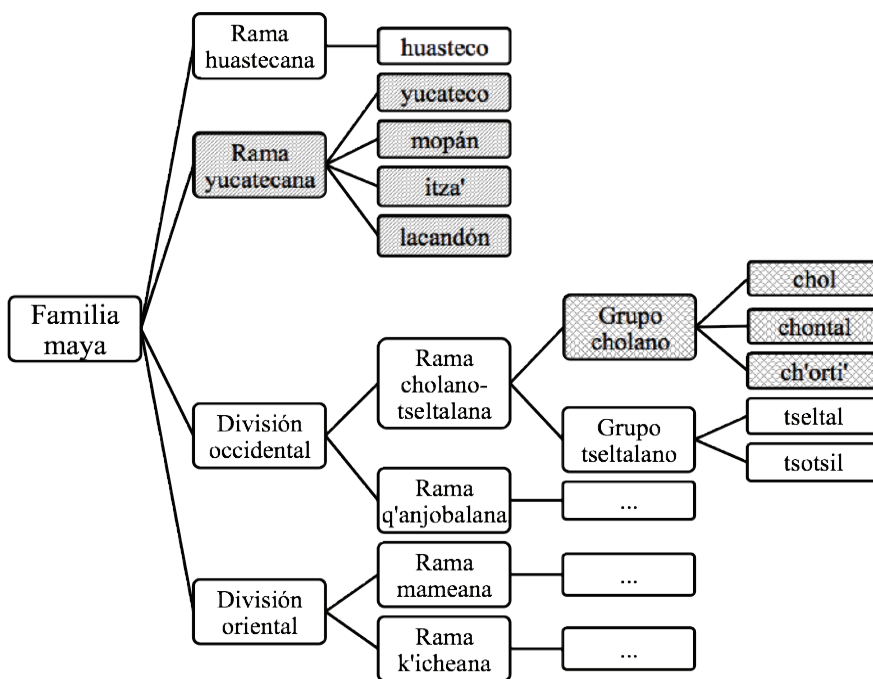 Rama
huastecana
huasteco
Rama
yucatecana
yucateco
mopán
itza'
lacandón
Familia
maya
División
occidental
Rama
cholano-
tseltalana
Grupo
cholano
chol
chontal
ch'orti'
Grupo
tseltalano
tseltal
tsotsil
Rama
q'anjobalana
...
División
oriental
Rama
mameana
...
Rama
k'icheana
...